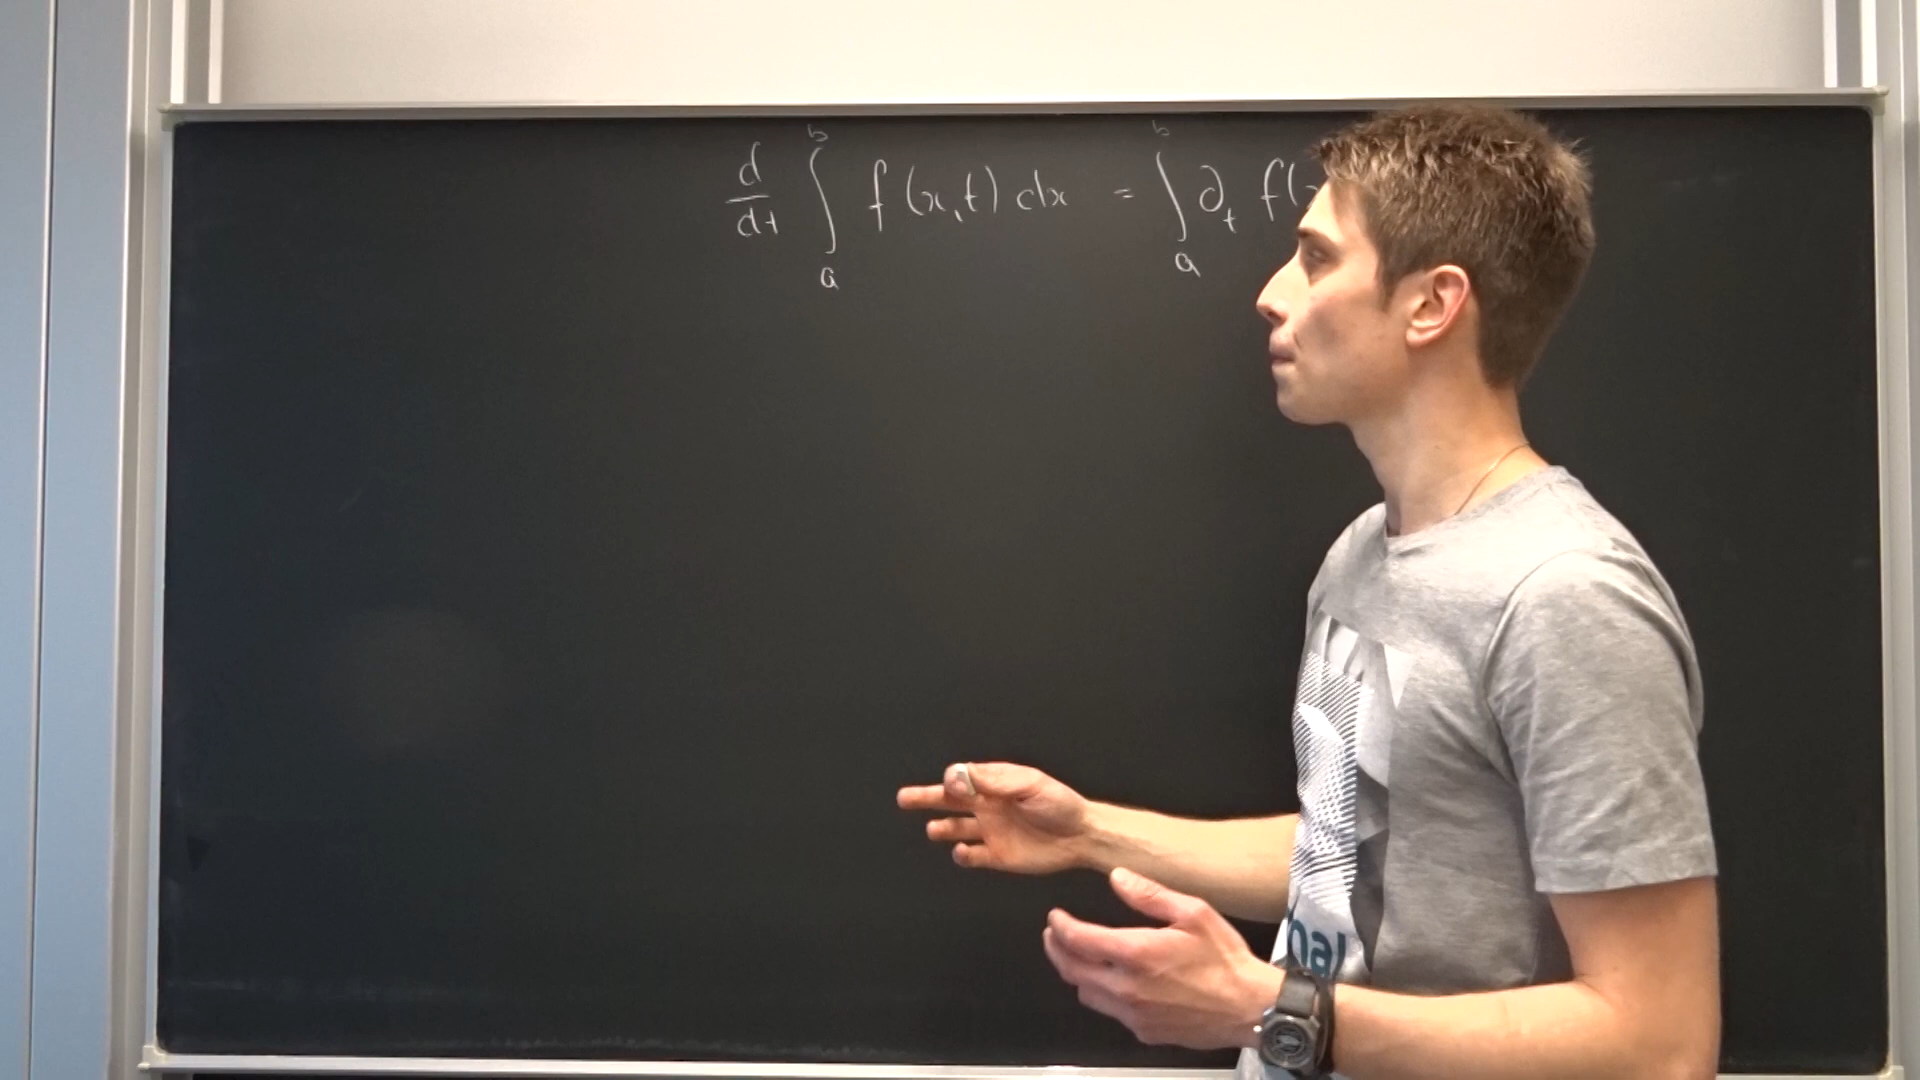 d/dt ∫_a^b f(x,t) dx = ∫_a^b ∂_t f(